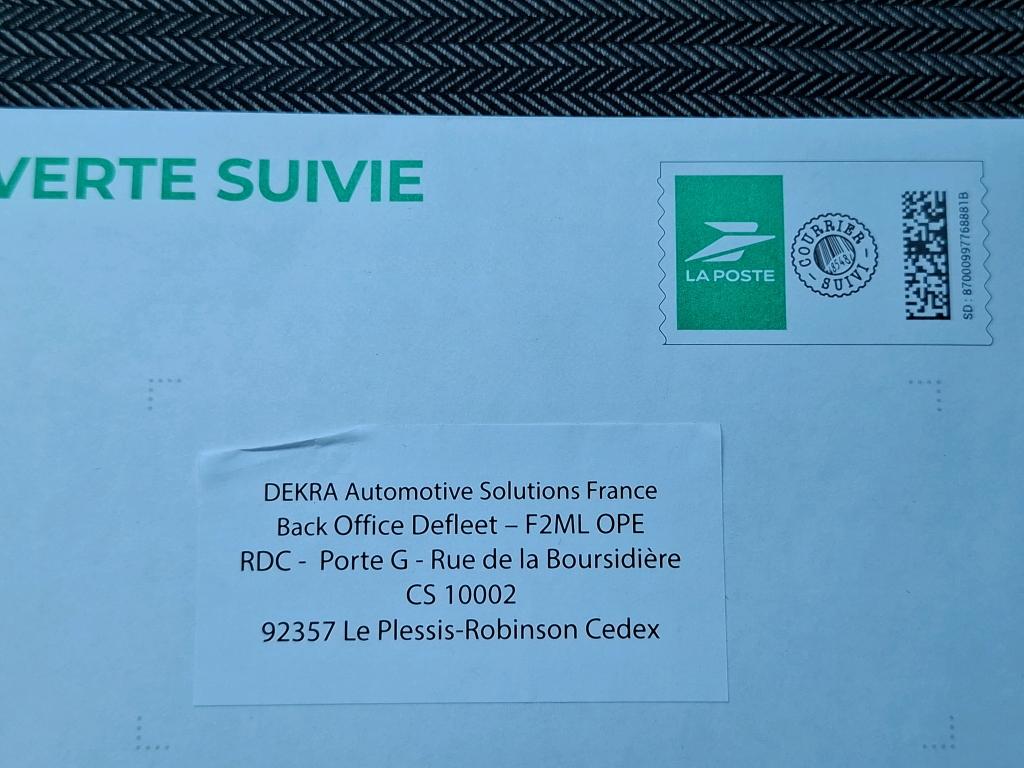 VERTE SUIVIE
LA POSTE
COURRIER
SUIVI
SD : 87000997768881B
DEKRA Automotive Solutions France
Back Office Defleet – F2ML OPE
RDC - Porte G - Rue de la Boursidière
CS 10002
92357 Le Plessis-Robinson Cedex